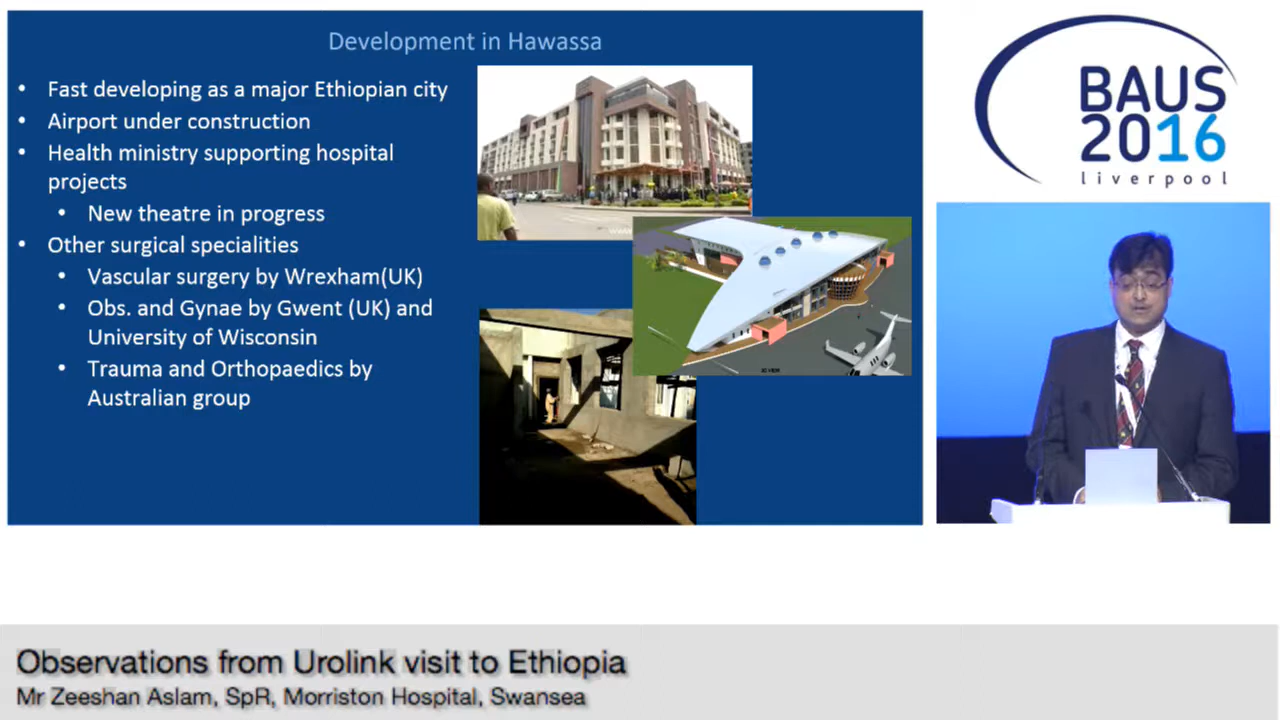 Development in Hawassa
• Fast developing as a major Ethiopian city
• Airport under construction
• Health ministry supporting hospital
projects
• New theatre in progress
• Other surgical specialities
• Vascular surgery by Wrexham(UK)
• Obs. and Gynae by Gwent (UK) and
University of Wisconsin
• Trauma and Orthopaedics by
Australian group
BAUS
2016
liverpool
Observations from Urolink visit to Ethiopia
Mr Zeeshan Aslam, SpR, Morriston Hospital, Swansea